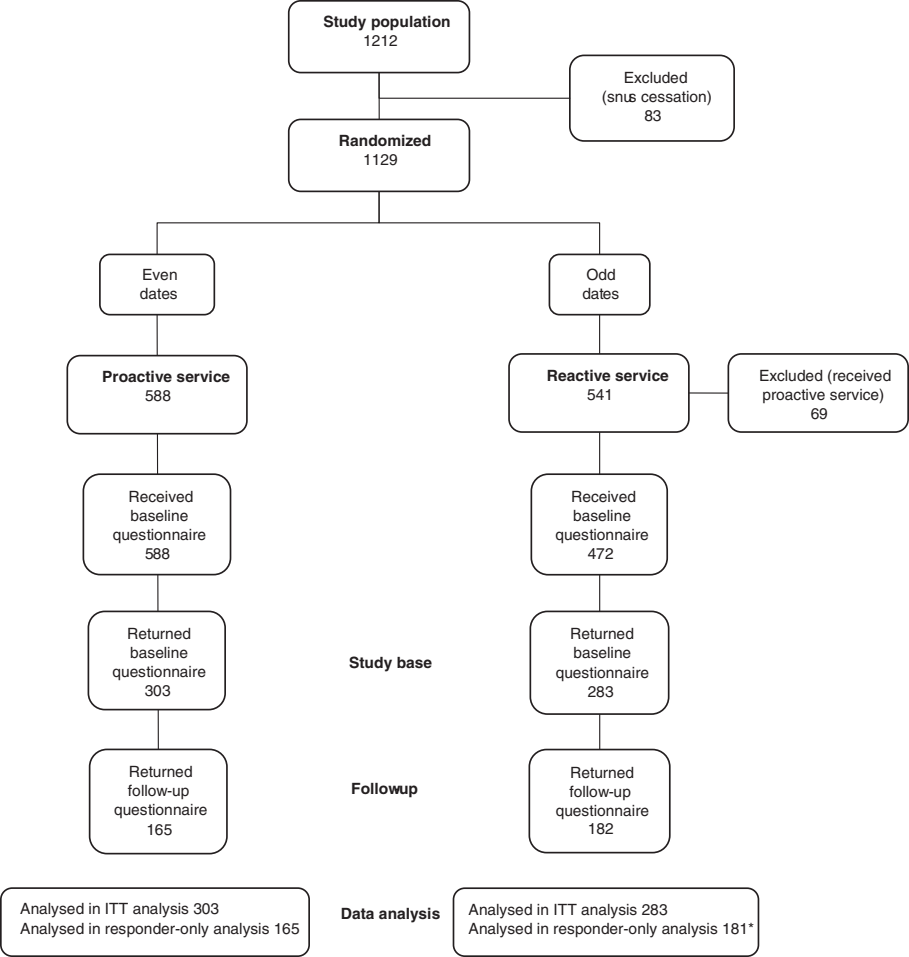 Study population
1212
Excluded
(snus cessation)
83
Randomized
1129
Even
dates
Odd
dates
Proactive service
588
Reactive service
541
Excluded (received
proactive service)
69
Received
baseline
questionnaire
588
Received
baseline
questionnaire
472
Returned
baseline
questionnaire
303
Study base
Returned
baseline
questionnaire
283
Returned
follow-up
questionnaire
165
Followup
Returned
follow-up
questionnaire
182
Analysed in ITT analysis 303
Analysed in responder-only analysis 165
Data analysis
Analysed in ITT analysis 283
Analysed in responder-only analysis 181*